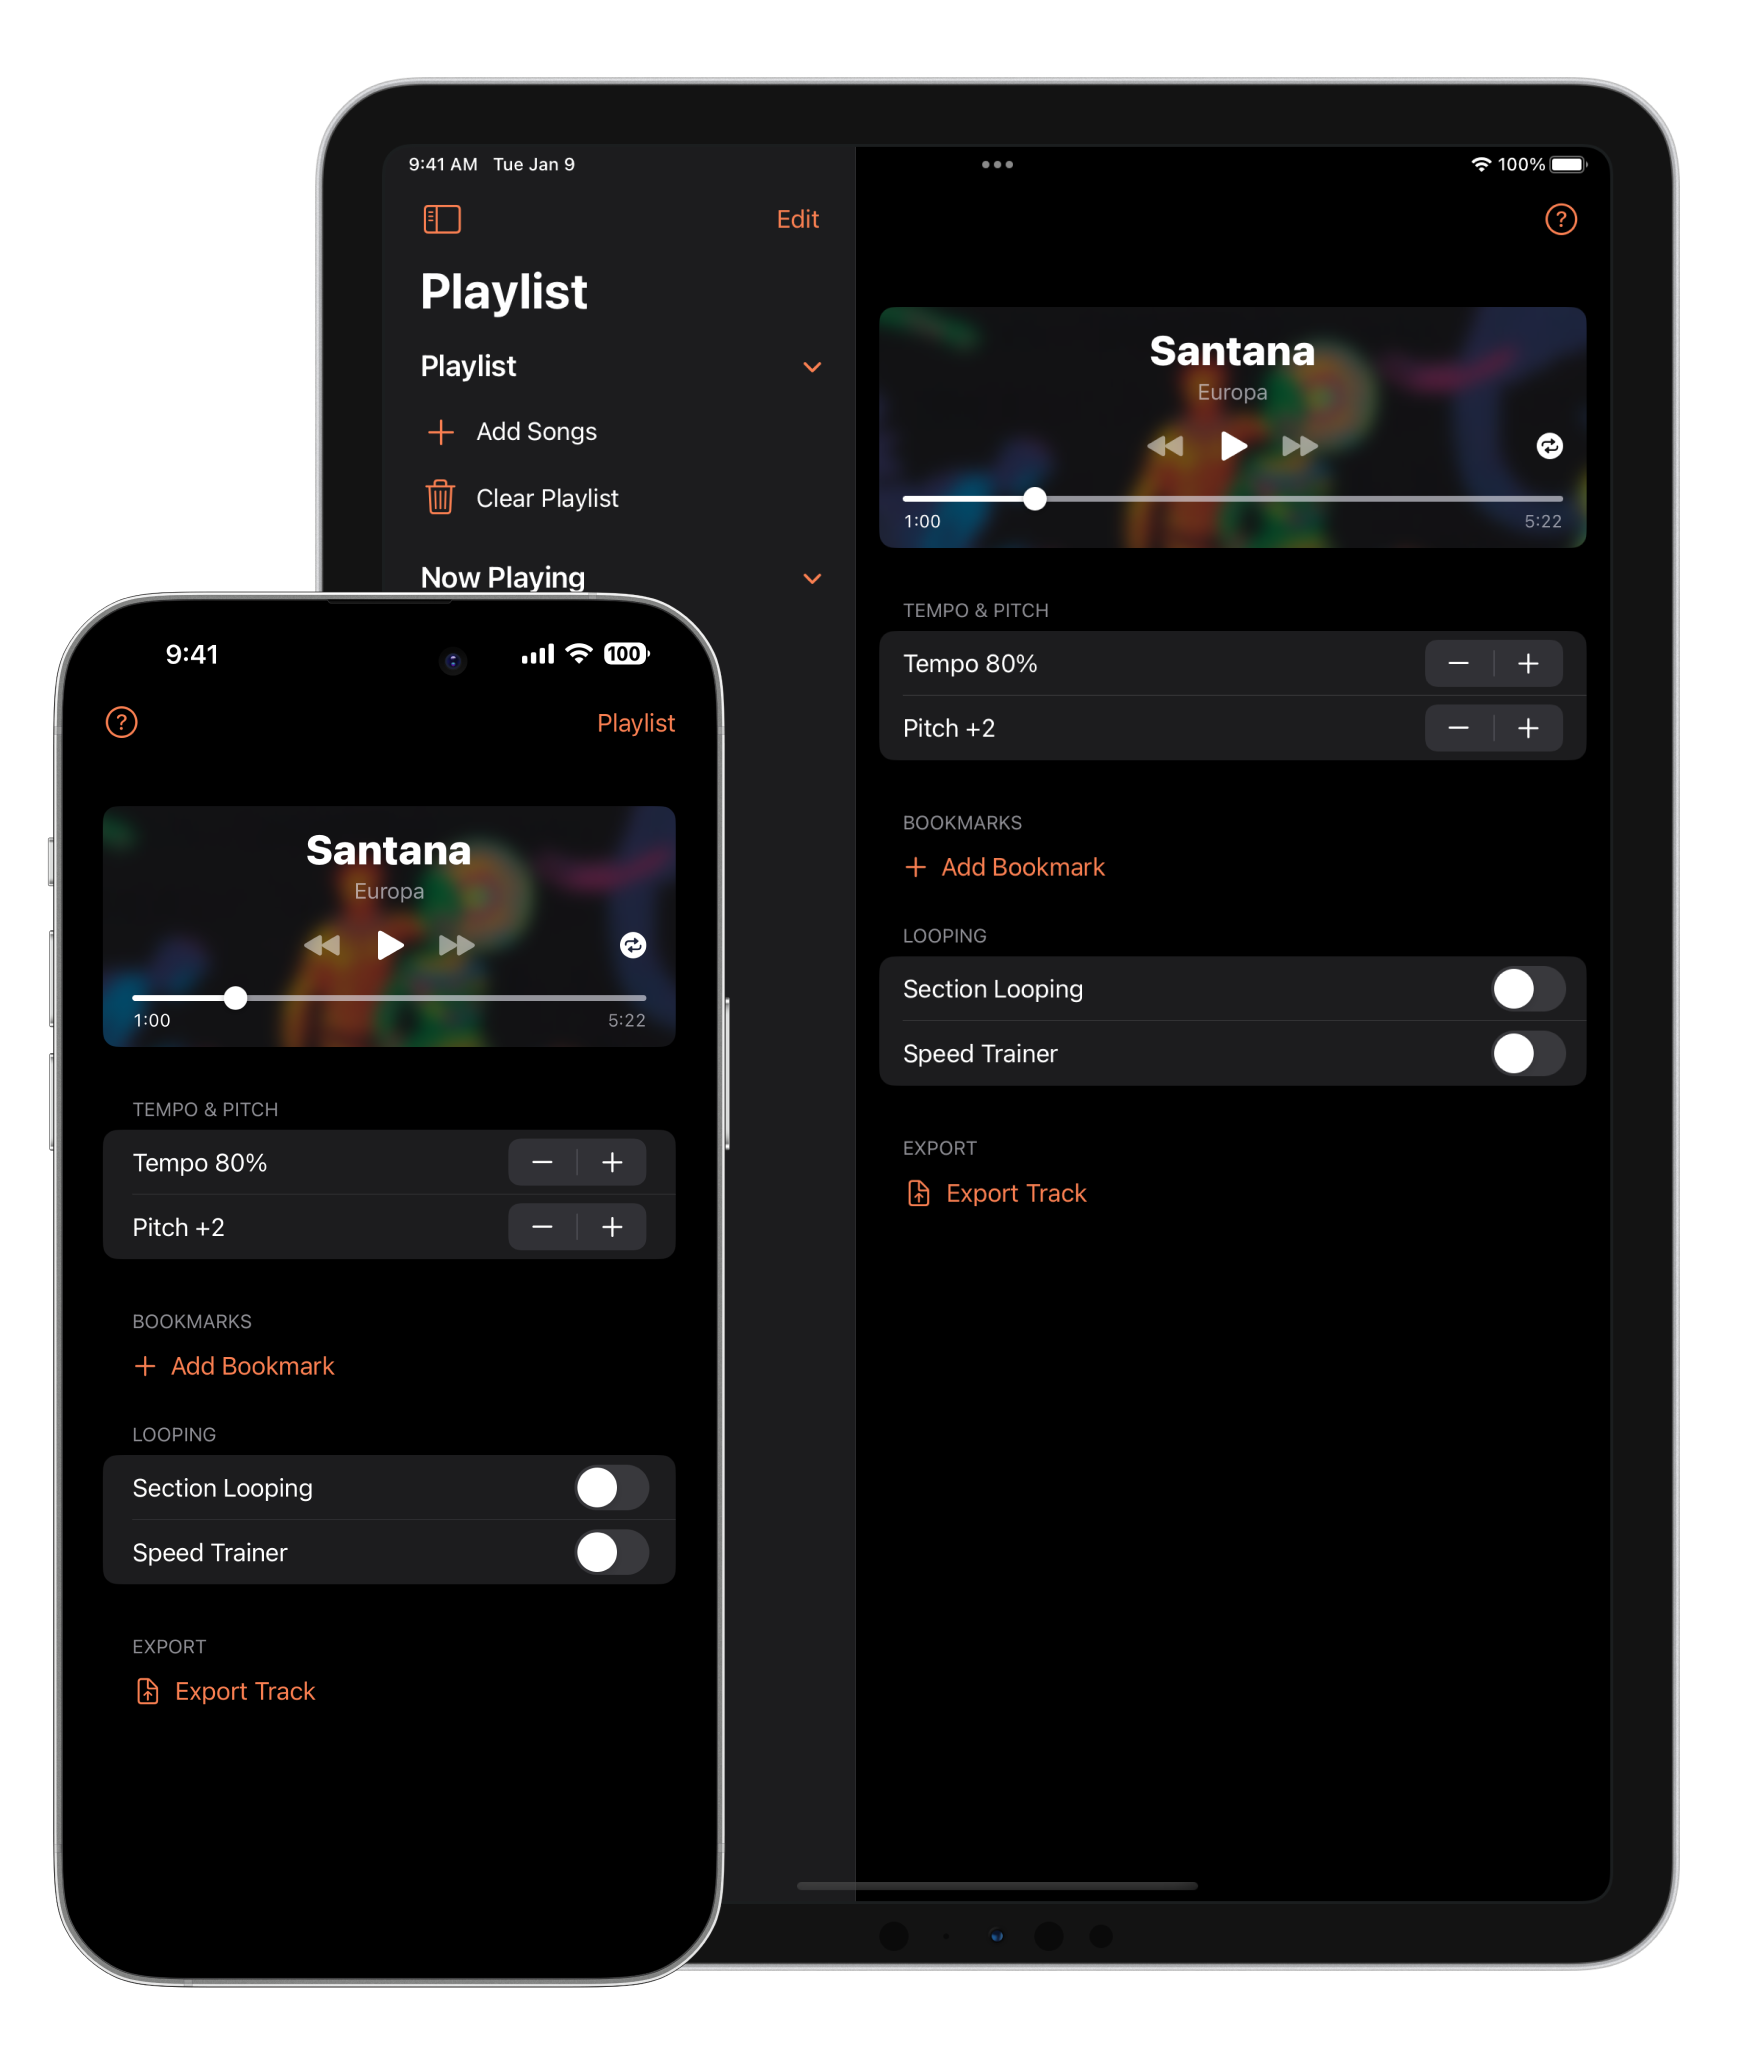 9:41 AM Tue Jan 9
100%
Edit
Playlist
Playlist
Add Songs
Clear Playlist
Now Playing
Santana
Europa
1:00
5:22
TEMPO & PITCH
Tempo 80%
Pitch +2
BOOKMARKS
Add Bookmark
LOOPING
Section Looping
Speed Trainer
EXPORT
Export Track
9:41
100
Playlist
Santana
Europa
1:00
5:22
TEMPO & PITCH
Tempo 80%
Pitch +2
BOOKMARKS
Add Bookmark
LOOPING
Section Looping
Speed Trainer
EXPORT
Export Track